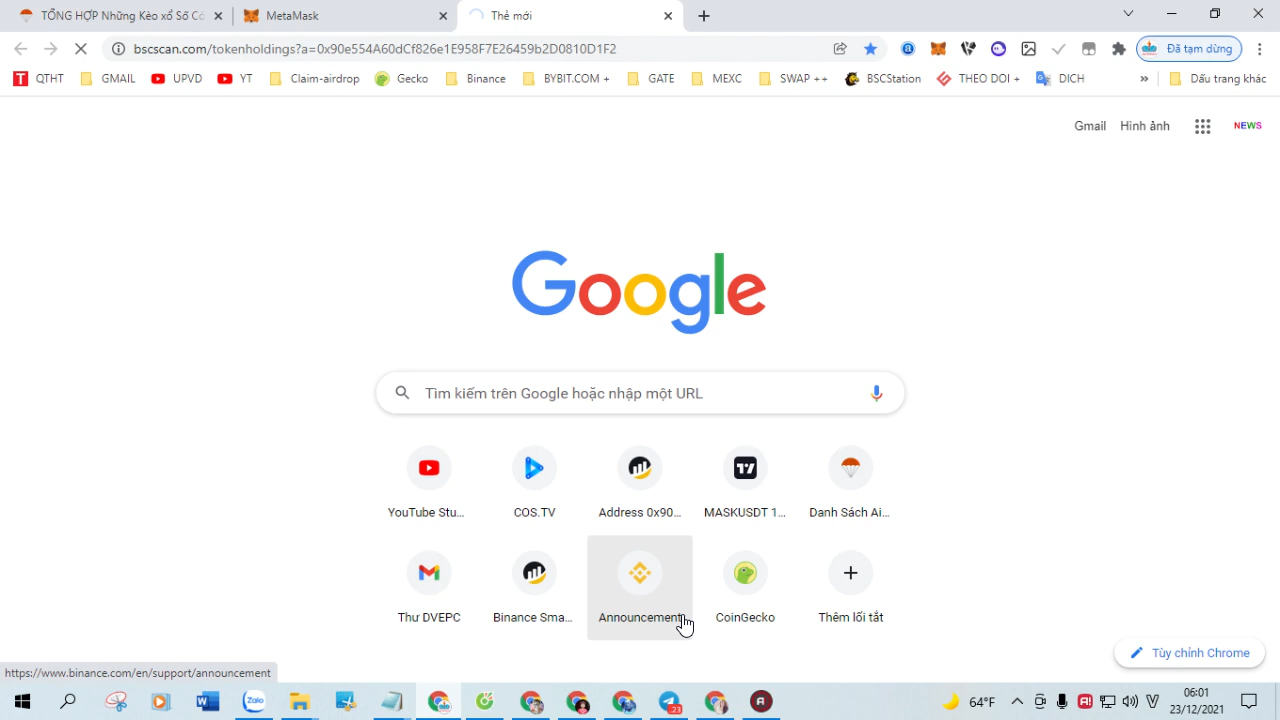 TỔNG HỢP Những Kèo xổ Số Cơ
MetaMask
Thẻ mới
bscscan.com/tokenholdings?a=0x90e554A60dCf826e1E958F7E26459b2D0810D1F2
Đã tạm dừng
QTHT GMAIL UPVD YT Claim-airdrop Gecko Binance BYBIT.COM + GATE MEXC SWAP ++ BSCStation THEO DOI + DICH » Dấu trang khác
Gmail Hình ảnh NEWS
Google
Tìm kiếm trên Google hoặc nhập một URL
YouTube Stu... COS.TV Address 0x90... MASKUSDT 1... Danh Sách Ai...
Thư DVEPC Binance Sma... Announcement CoinGecko Thêm lối tắt
Tùy chỉnh Chrome
https://www.binance.com/en/support/announcement
Zalo 23 64°F 06:01
23/12/2021